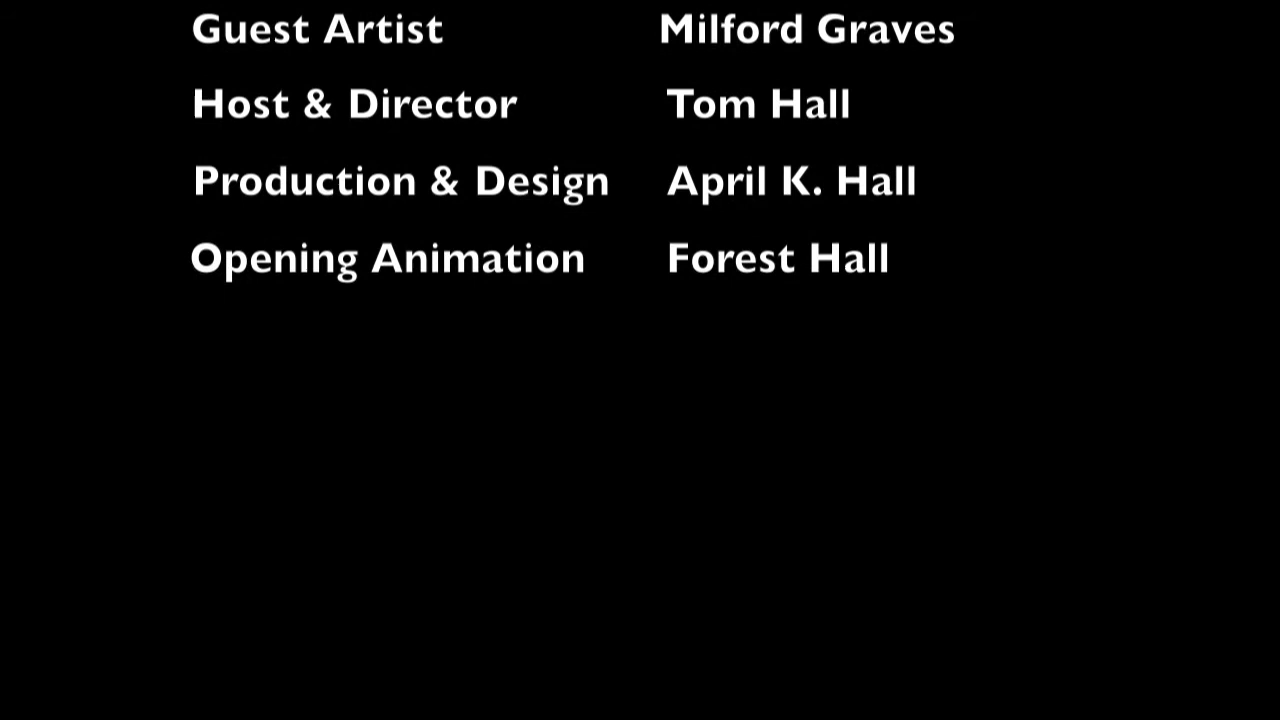 Guest Artist Milford Graves
Host & Director Tom Hall
Production & Design April K. Hall
Opening Animation Forest Hall